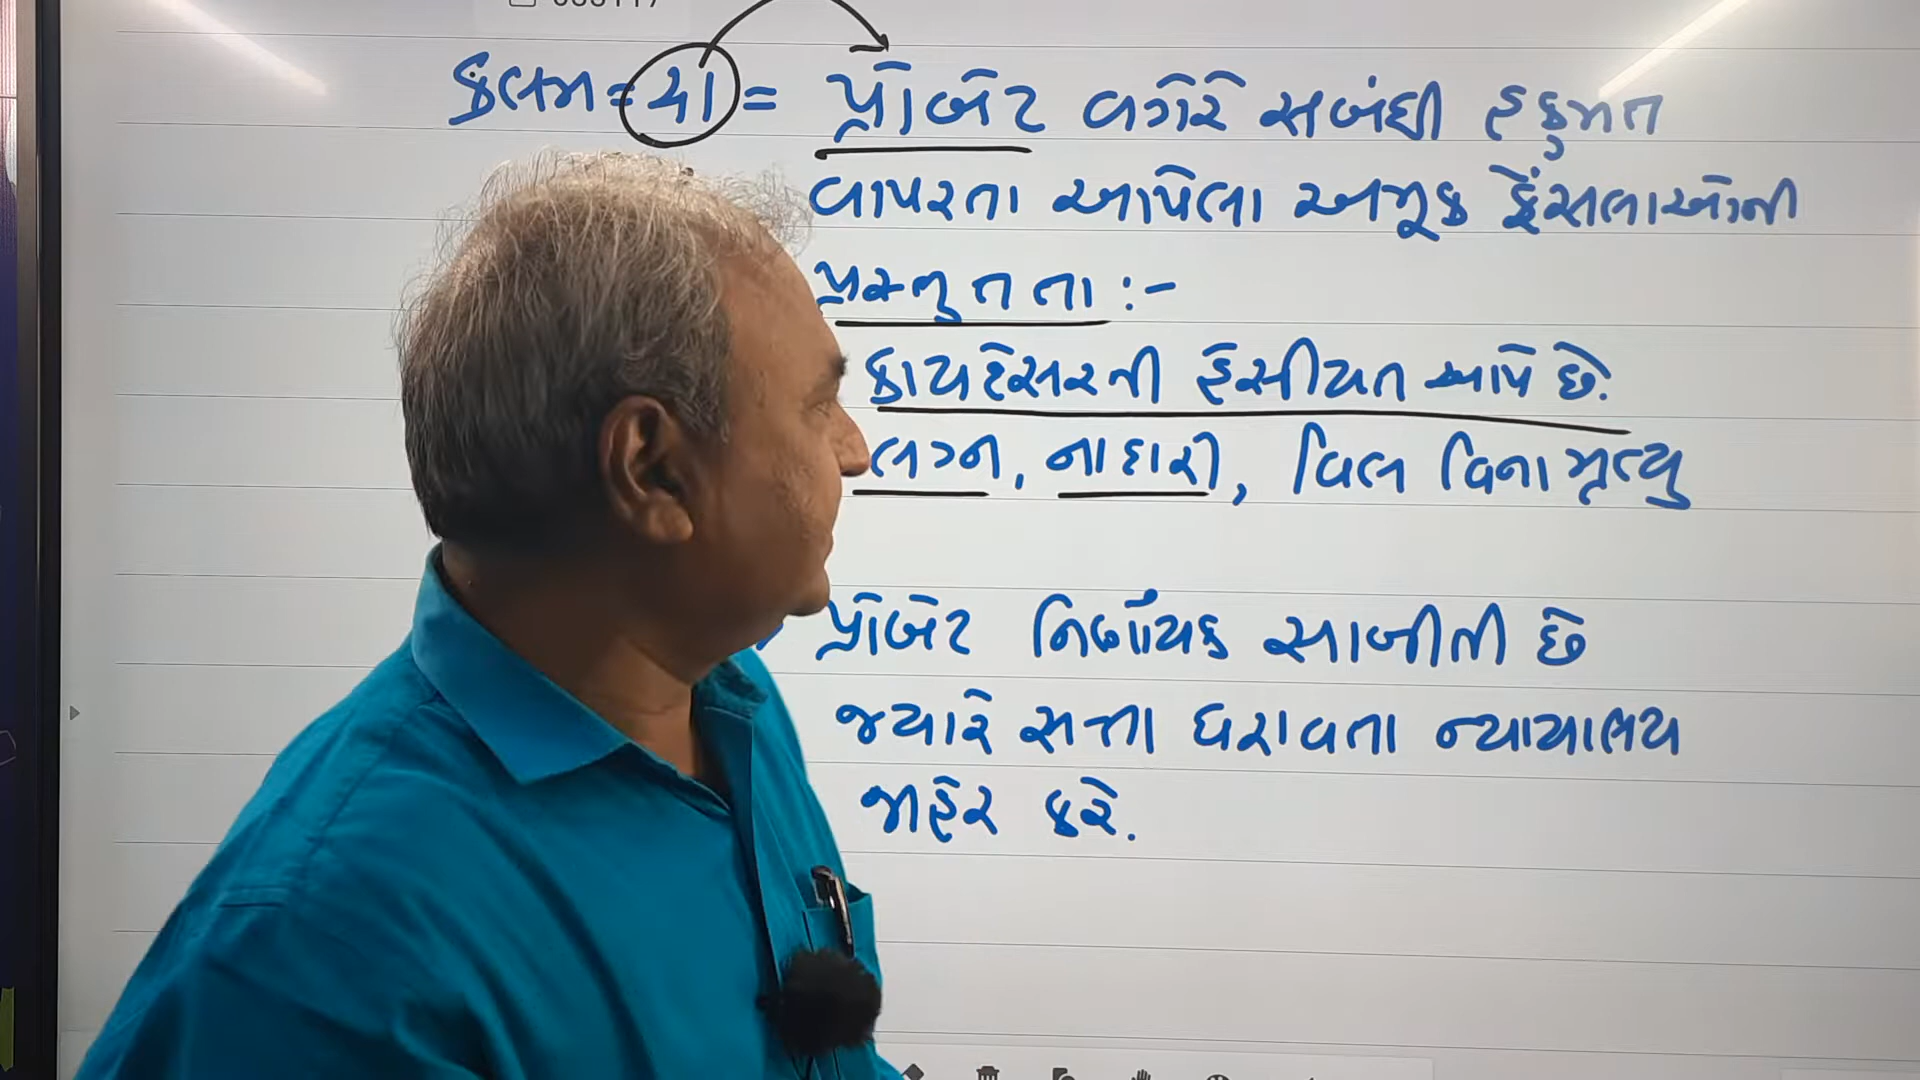 કલમ = ૪૧ = પ્રોબેટ વગેરે સબંધી હકુમત
વાપરતા આપેલા અમૂક ફેંસલાઓની
પ્રસ્તુતતા :-
કાયદેસરની હેસીયત આપે છે.
લગ્ન, નાદારી, વિલ વિના મૃત્યુ
પ્રોબેટ નિર્ણાયક સાબીતી છે
જ્યારે સત્તા ધરાવતા ન્યાયાલય
જાહેર કરે.